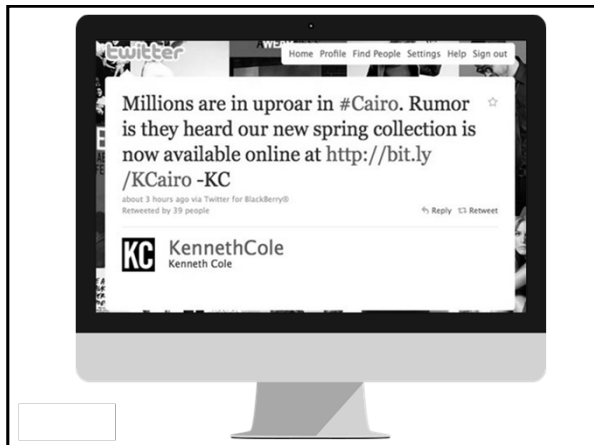 twitter
WEAR
Home Profile Find People Settings Help Sign out
Millions are in uproar in #Cairo. Rumor
is they heard our new spring collection is
now available online at http://bit.ly
/KCairo -KC
about 3 hours ago via Twitter for BlackBerry®
Retweeted by 39 people
Reply Retweet
KC KennethCole
Kenneth Cole